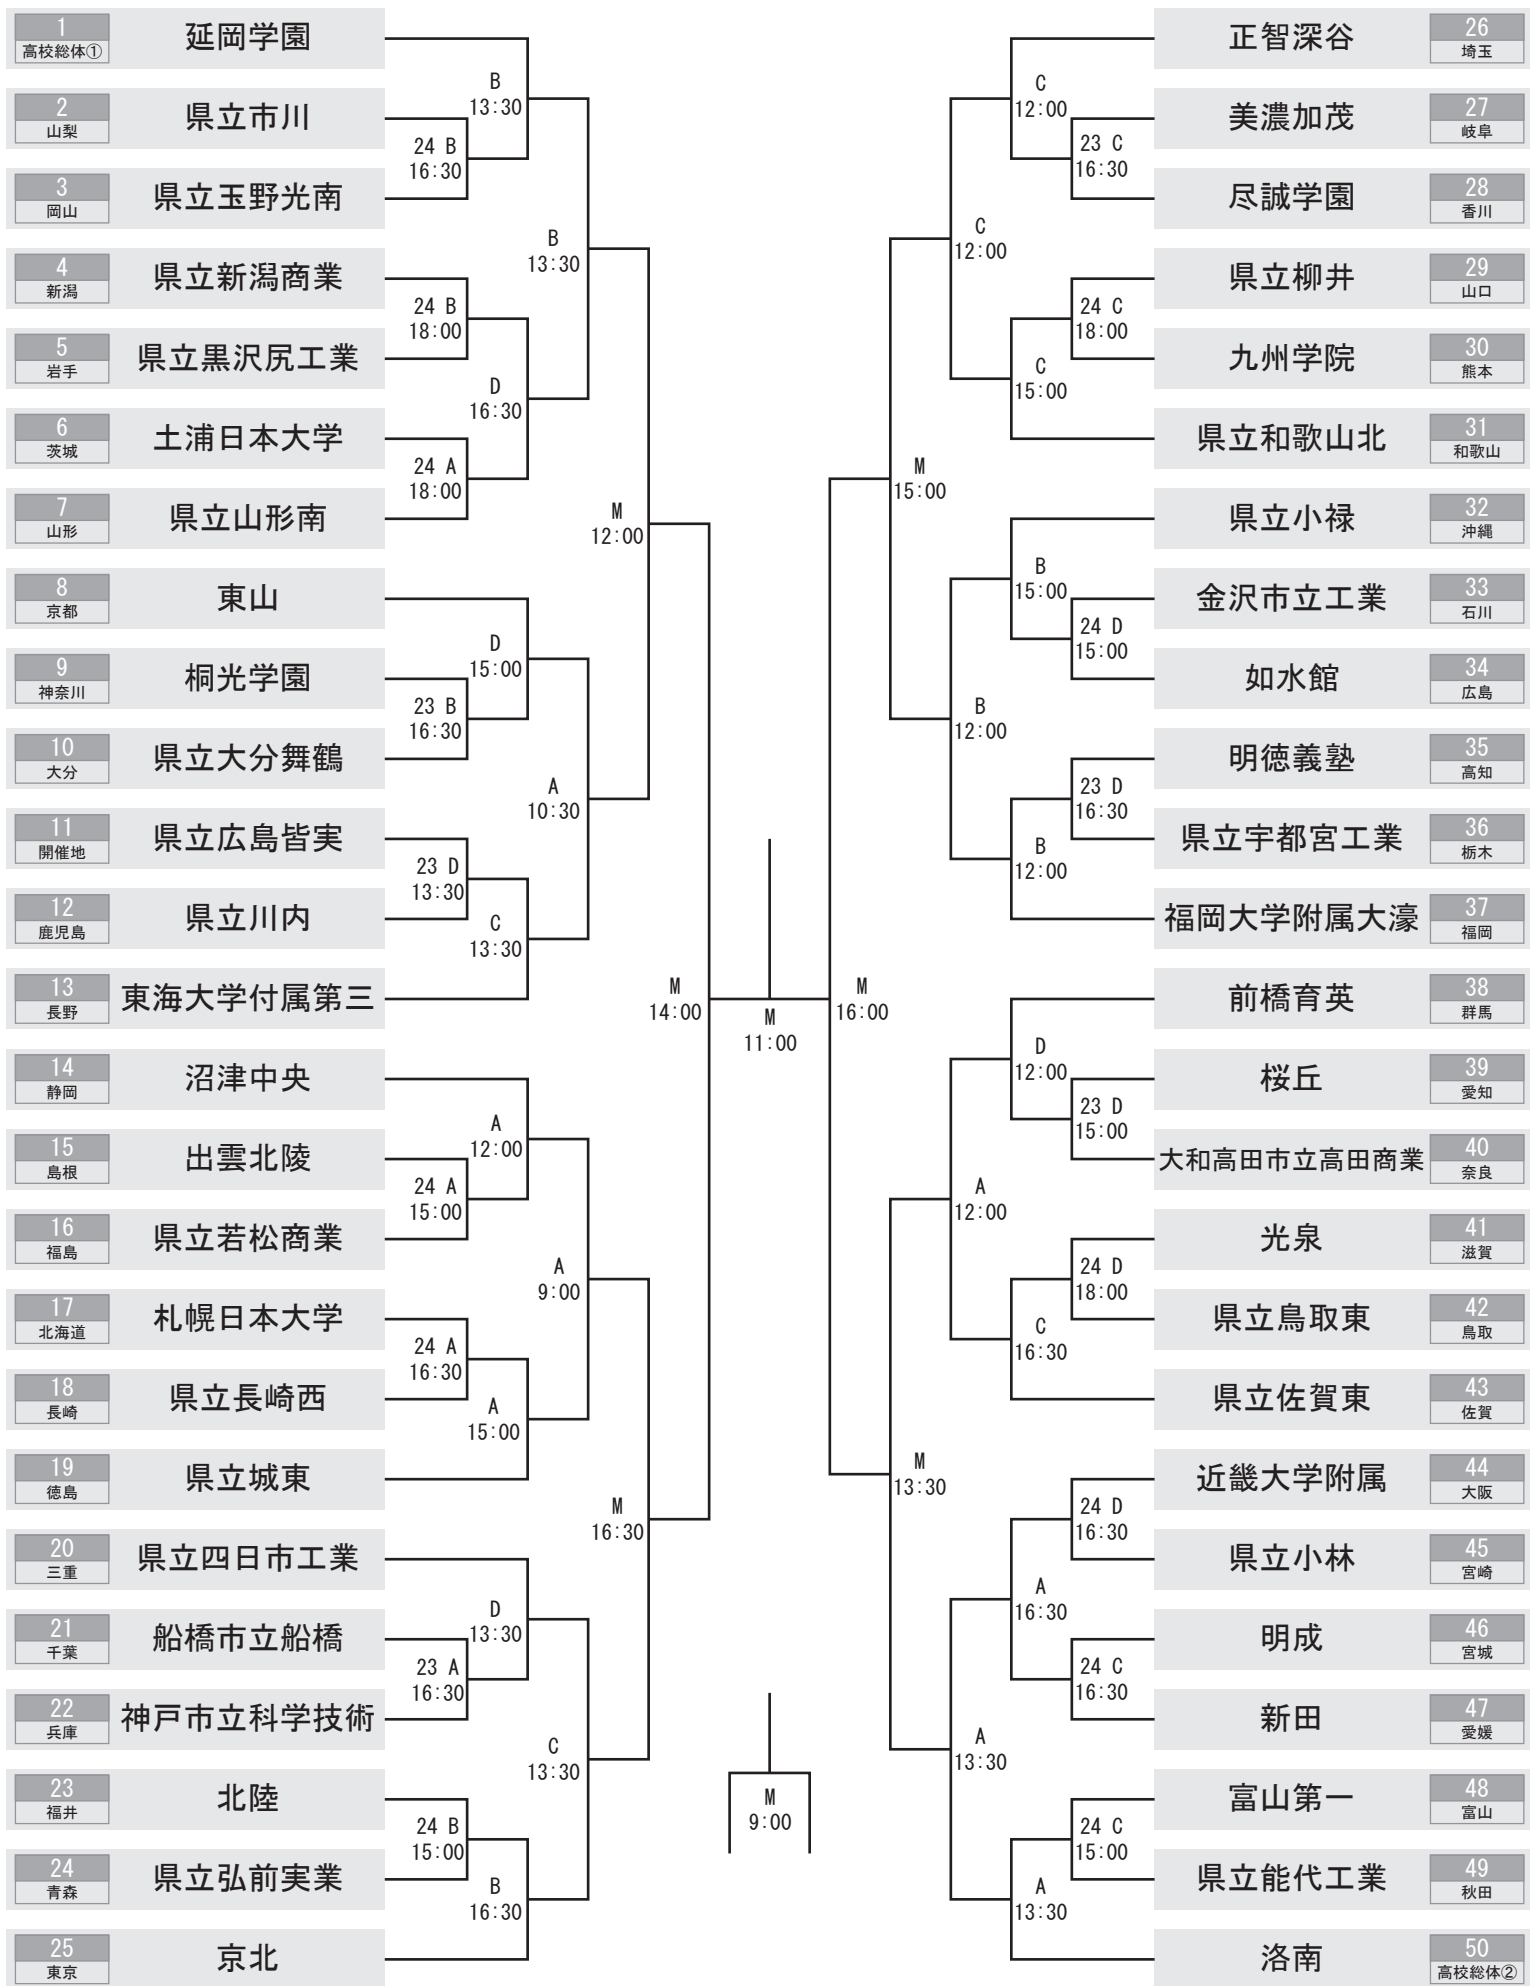 1
高校総体①
延岡学園
2
山梨
県立市川
3
岡山
県立玉野光南
4
新潟
県立新潟商業
5
岩手
県立黒沢尻工業
6
茨城
土浦日本大学
7
山形
県立山形南
8
京都
東山
9
神奈川
桐光学園
10
大分
県立大分舞鶴
11
開催地
県立広島皆実
12
鹿児島
県立川内
13
長野
東海大学付属第三
14
静岡
沼津中央
15
島根
出雲北陵
16
福島
県立若松商業
17
北海道
札幌日本大学
18
長崎
県立長崎西
19
徳島
県立城東
20
三重
県立四日市工業
21
千葉
船橋市立船橋
22
兵庫
神戸市立科学技術
23
福井
北陸
24
青森
県立弘前実業
25
東京
京北
24 B
16:30
24 B
18:00
24 A
18:00
23 B
16:30
23 D
13:30
24 A
15:00
24 A
16:30
23 A
16:30
24 B
15:00
B
13:30
D
16:30
D
15:00
C
13:30
A
12:00
A
15:00
D
13:30
B
16:30
B
13:30
A
10:30
A
9:00
C
13:30
M
12:00
M
16:30
M
14:00
M
11:00
M
9:00
M
16:00
M
15:00
M
13:30
C
12:00
B
12:00
A
12:00
A
13:30
C
12:00
C
15:00
B
15:00
B
12:00
D
12:00
C
16:30
A
16:30
A
13:30
23 C
16:30
24 C
18:00
24 D
15:00
23 D
16:30
23 D
15:00
24 D
18:00
24 D
16:30
24 C
16:30
24 C
15:00
正智深谷
26
埼玉
美濃加茂
27
岐阜
尽誠学園
28
香川
県立柳井
29
山口
九州学院
30
熊本
県立和歌山北
31
和歌山
県立小禄
32
沖縄
金沢市立工業
33
石川
如水館
34
広島
明徳義塾
35
高知
県立宇都宮工業
36
栃木
福岡大学附属大濠
37
福岡
前橋育英
38
群馬
桜丘
39
愛知
大和高田市立高田商業
40
奈良
光泉
41
滋賀
県立鳥取東
42
鳥取
県立佐賀東
43
佐賀
近畿大学附属
44
大阪
県立小林
45
宮崎
明成
46
宮城
新田
47
愛媛
富山第一
48
富山
県立能代工業
49
秋田
洛南
50
高校総体②